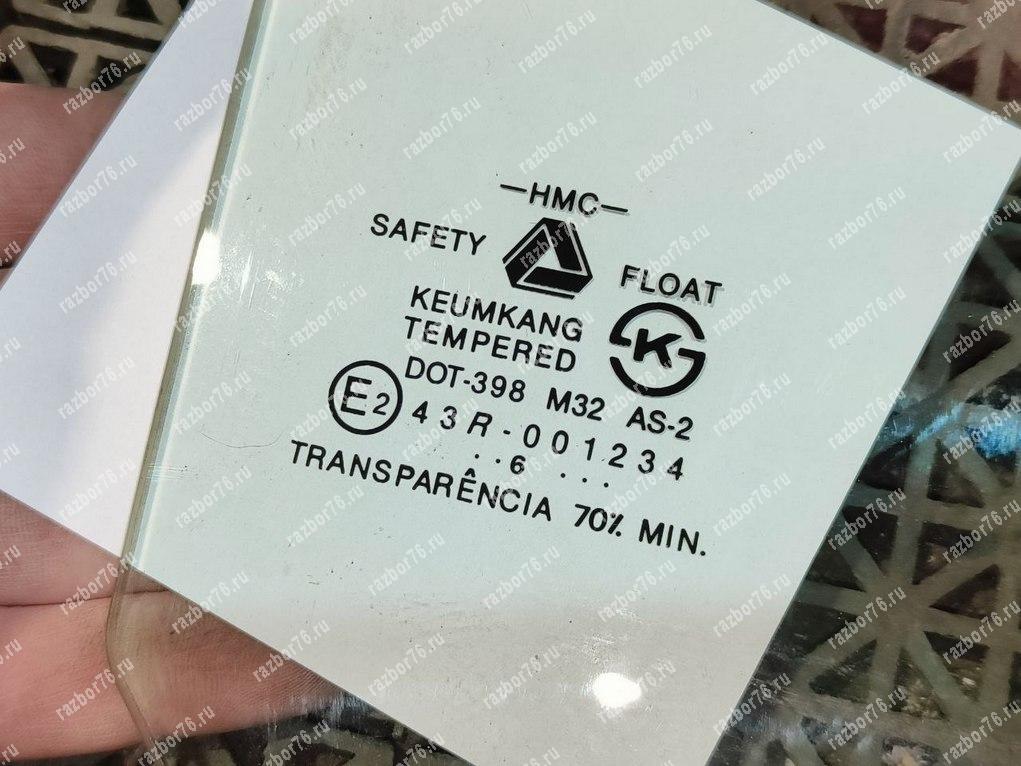 —HMC—
SAFETY
FLOAT
KEUMKANG
TEMPERED
K
DOT-398 M32 AS-2
E2 43R-001234
..6 ...
TRANSPARÊNCIA 70% MIN.
razbor76.ru